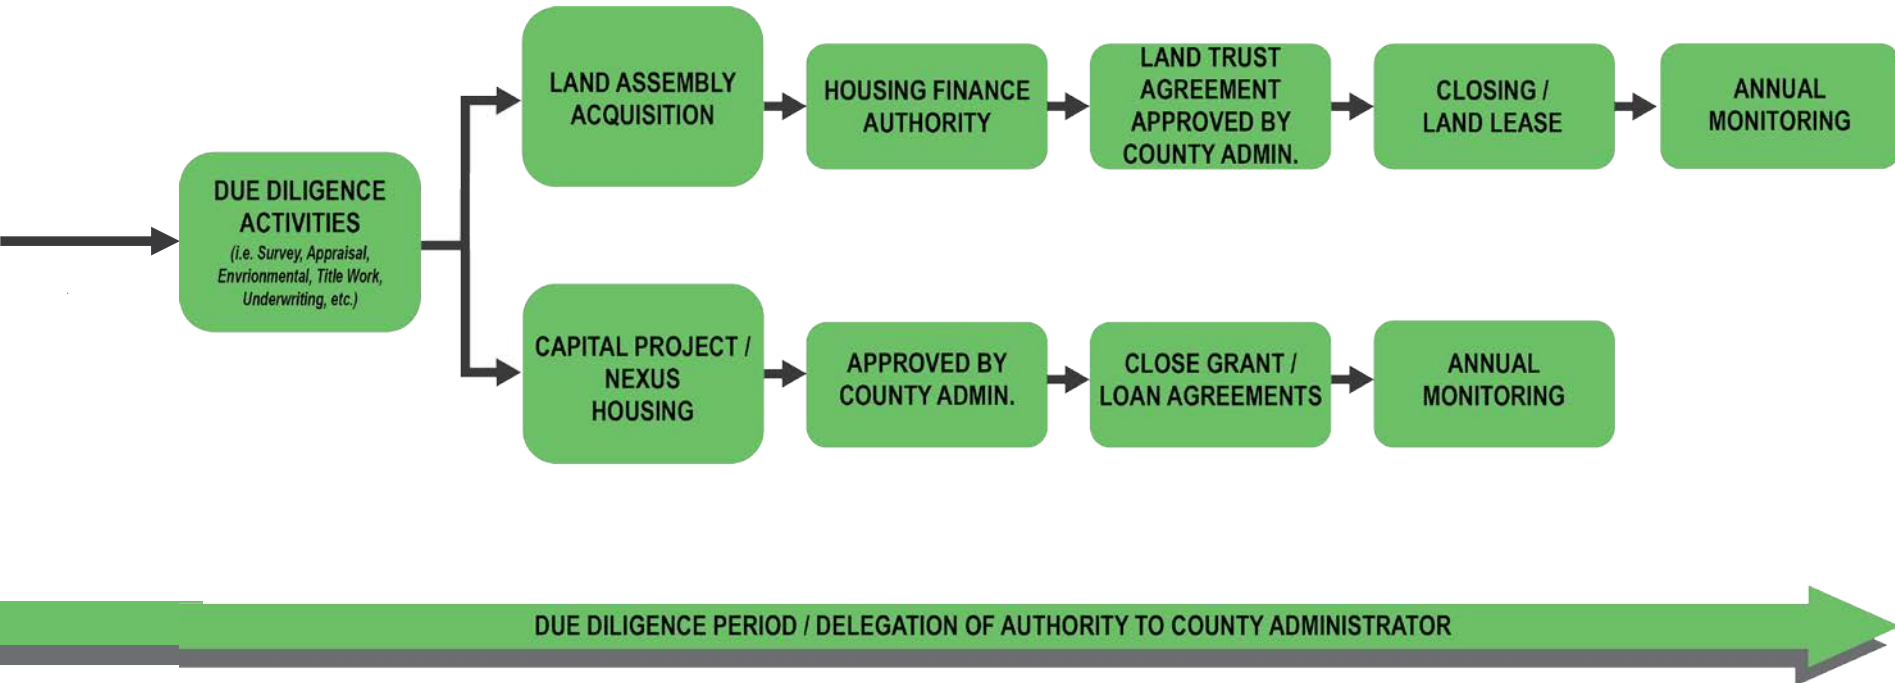 DUE DILIGENCE
ACTIVITIES
(i.e. Survey, Appraisal,
Envrionmental, Title Work,
Underwriting, etc.)
LAND ASSEMBLY
ACQUISITION
HOUSING FINANCE
AUTHORITY
LAND TRUST
AGREEMENT
APPROVED BY
COUNTY ADMIN.
CLOSING /
LAND LEASE
ANNUAL
MONITORING
CAPITAL PROJECT /
NEXUS
HOUSING
APPROVED BY
COUNTY ADMIN.
CLOSE GRANT /
LOAN AGREEMENTS
ANNUAL
MONITORING
DUE DILIGENCE PERIOD / DELEGATION OF AUTHORITY TO COUNTY ADMINISTRATOR